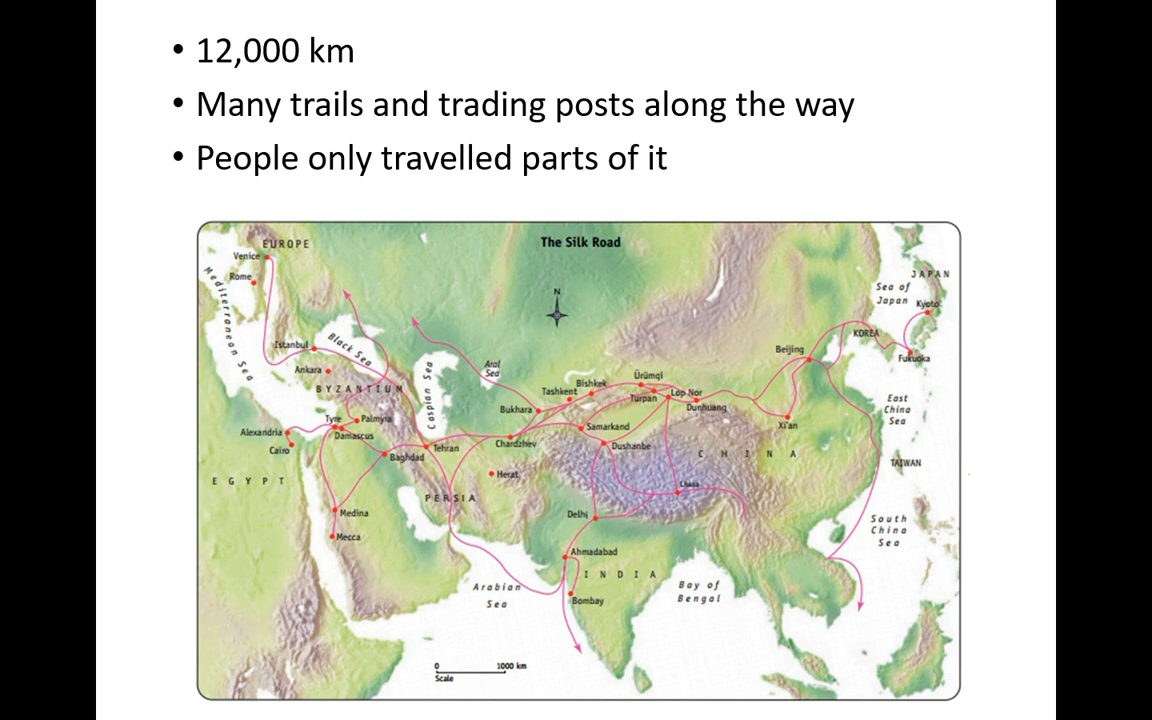 • 12,000 km
• Many trails and trading posts along the way
• People only travelled parts of it
The Silk Road
EUROPE
Venice
Rome
Mediterranean Sea
JAPAN
Sea of
Japan
Kyoto
N
KOREA
Fukuoka
Istanbul
Black Sea
Ankara
BYZANTIUM
Caspian Sea
Aral
Sea
Beijing
Ürümqi
Bishkek
Tashkent
Turpan
Lop Nor
Dunhuang
Bukhara
Xi'an
East
China
Sea
Tyre
Palmyra
Alexandria
Damascus
Samarkand
Cairo
Chardzhev
Tehran
Dushanbe
Baghdad
CHINA
TAIWAN
Herat
EGYPT
PERSIA
Lhasa
Medina
Delhi
South
China
Sea
Mecca
Ahmadabad
INDIA
Arabian
Sea
Bay of
Bengal
Bombay
0 1000 km
Scale